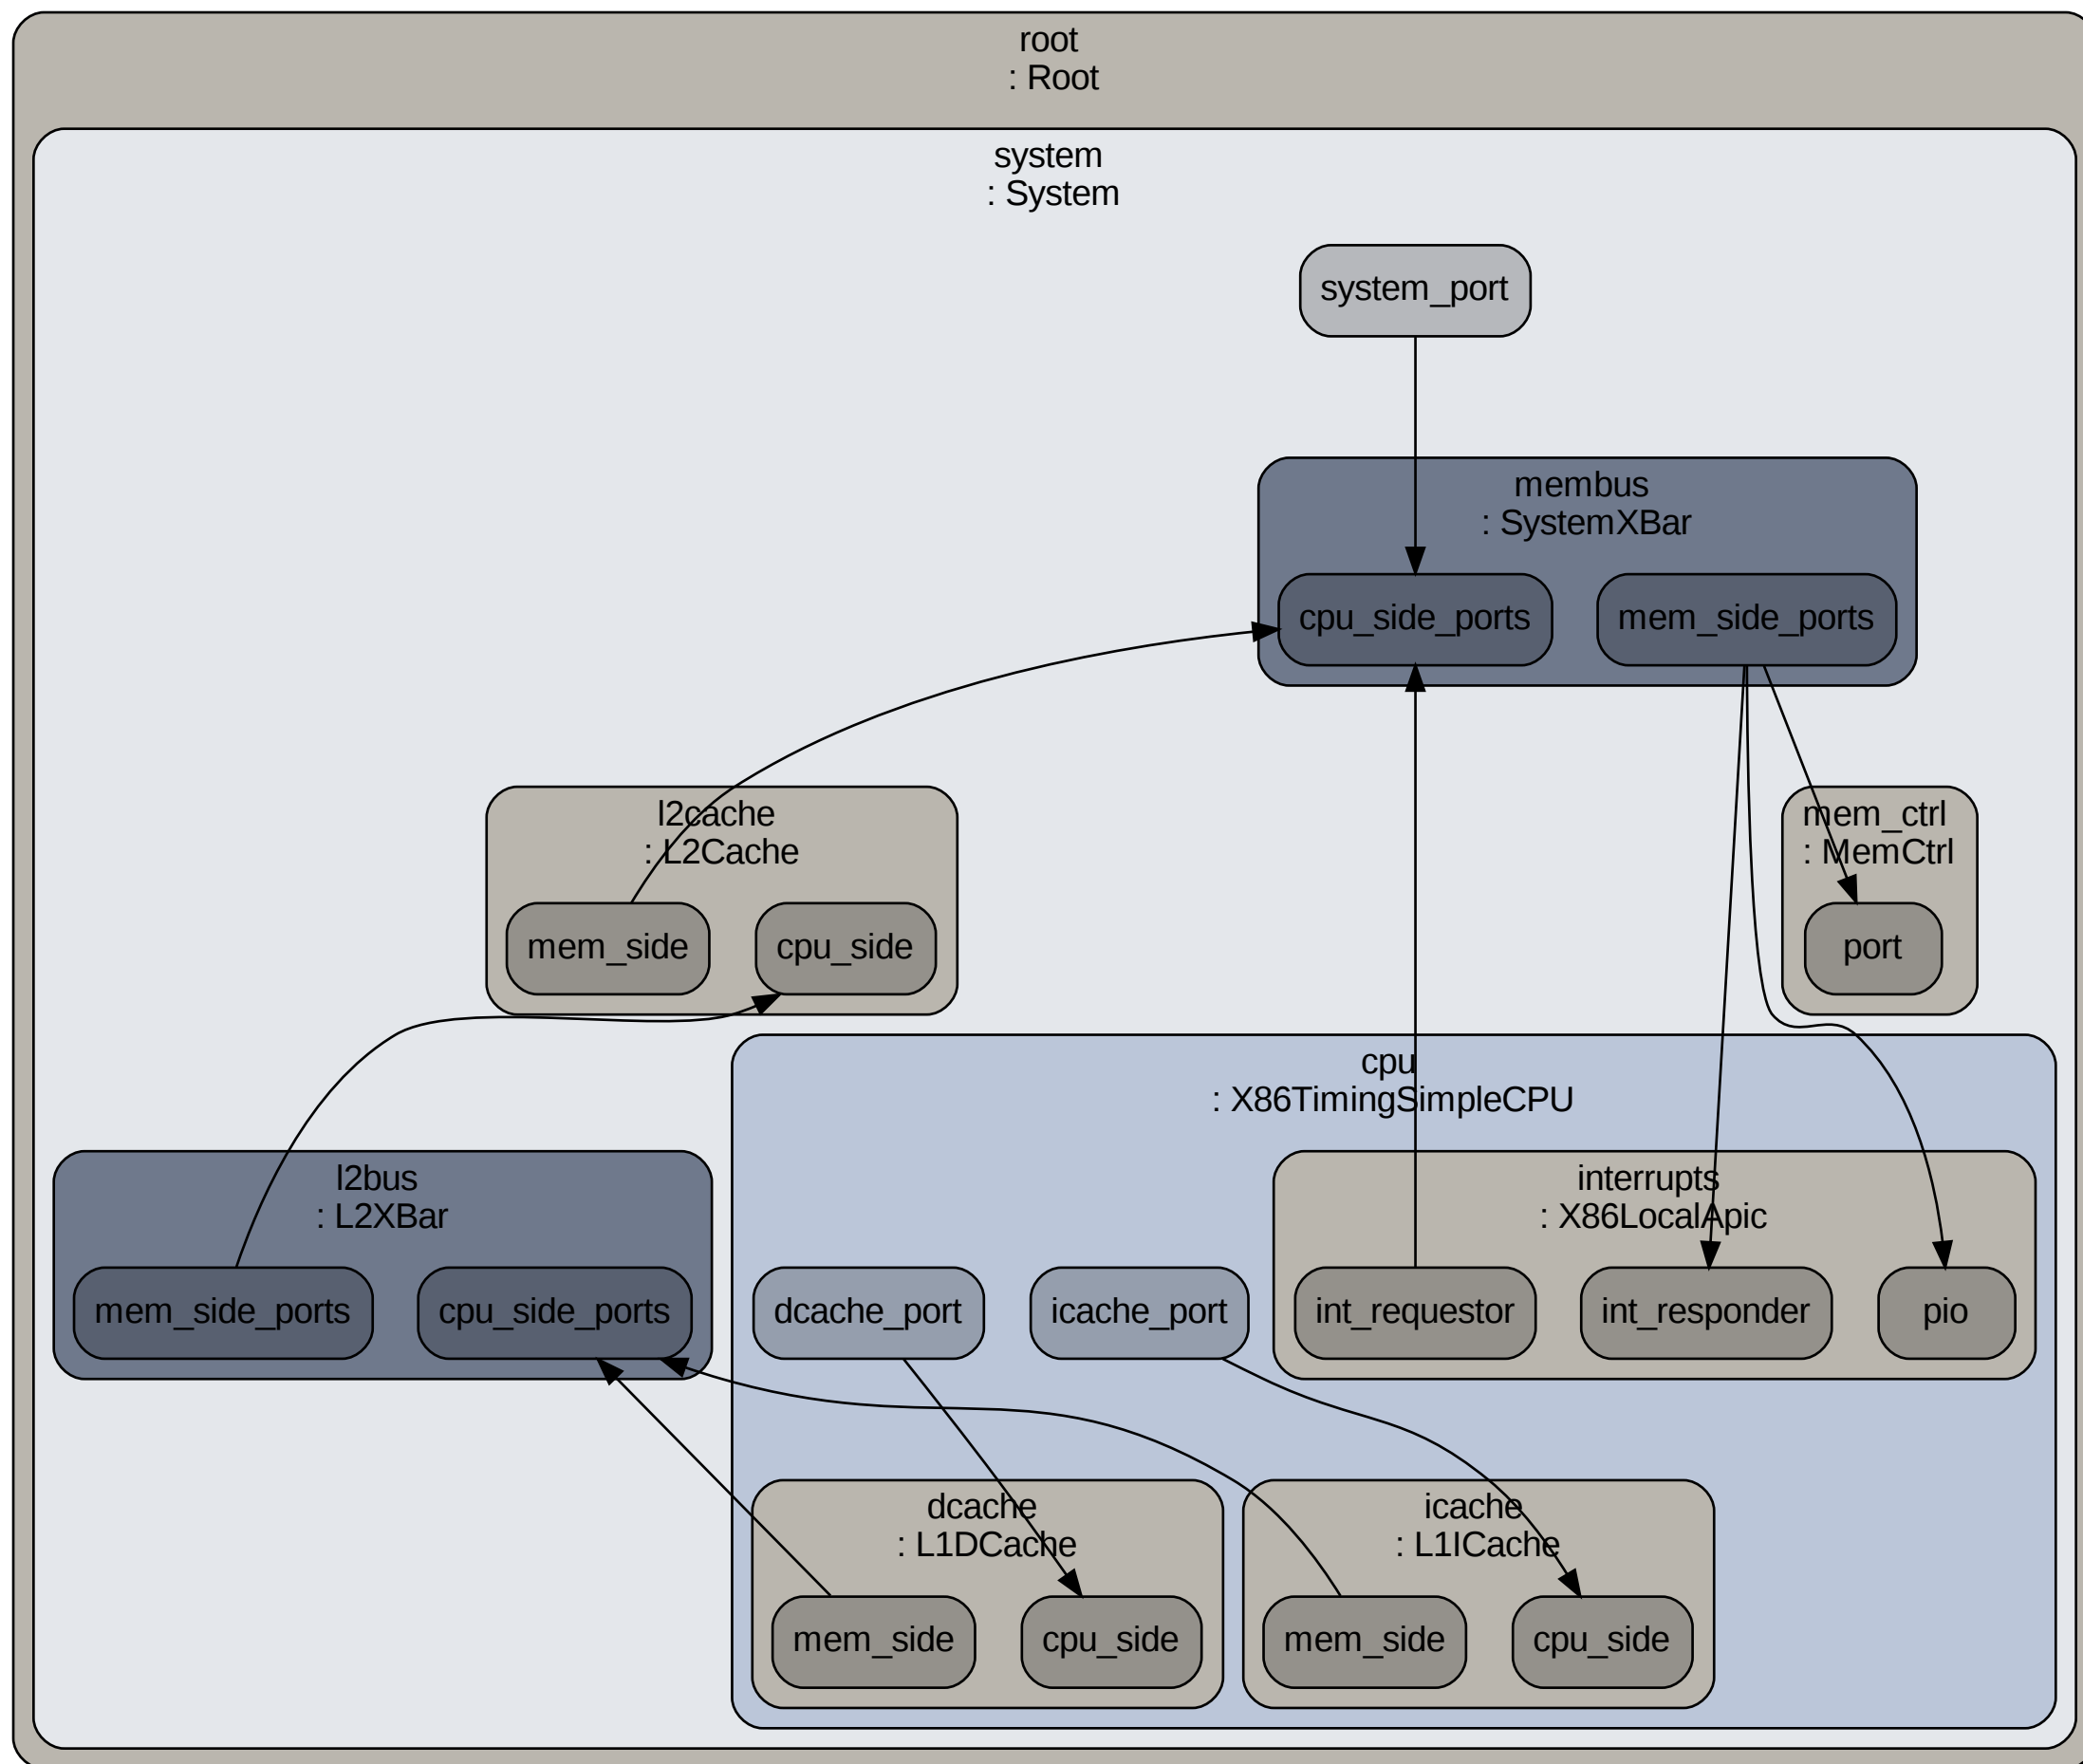 root
: Root
system
: System
system_port
membus
: SystemXBar
cpu_side_ports
mem_side_ports
l2cache
: L2Cache
mem_side
cpu_side
mem_ctrl
: MemCtrl
port
cpu
: X86TimingSimpleCPU
l2bus
: L2XBar
mem_side_ports
cpu_side_ports
dcache_port
icache_port
interrupts
: X86LocalApic
int_requestor
int_responder
pio
dcache
: L1DCache
mem_side
cpu_side
icache
: L1ICache
mem_side
cpu_side